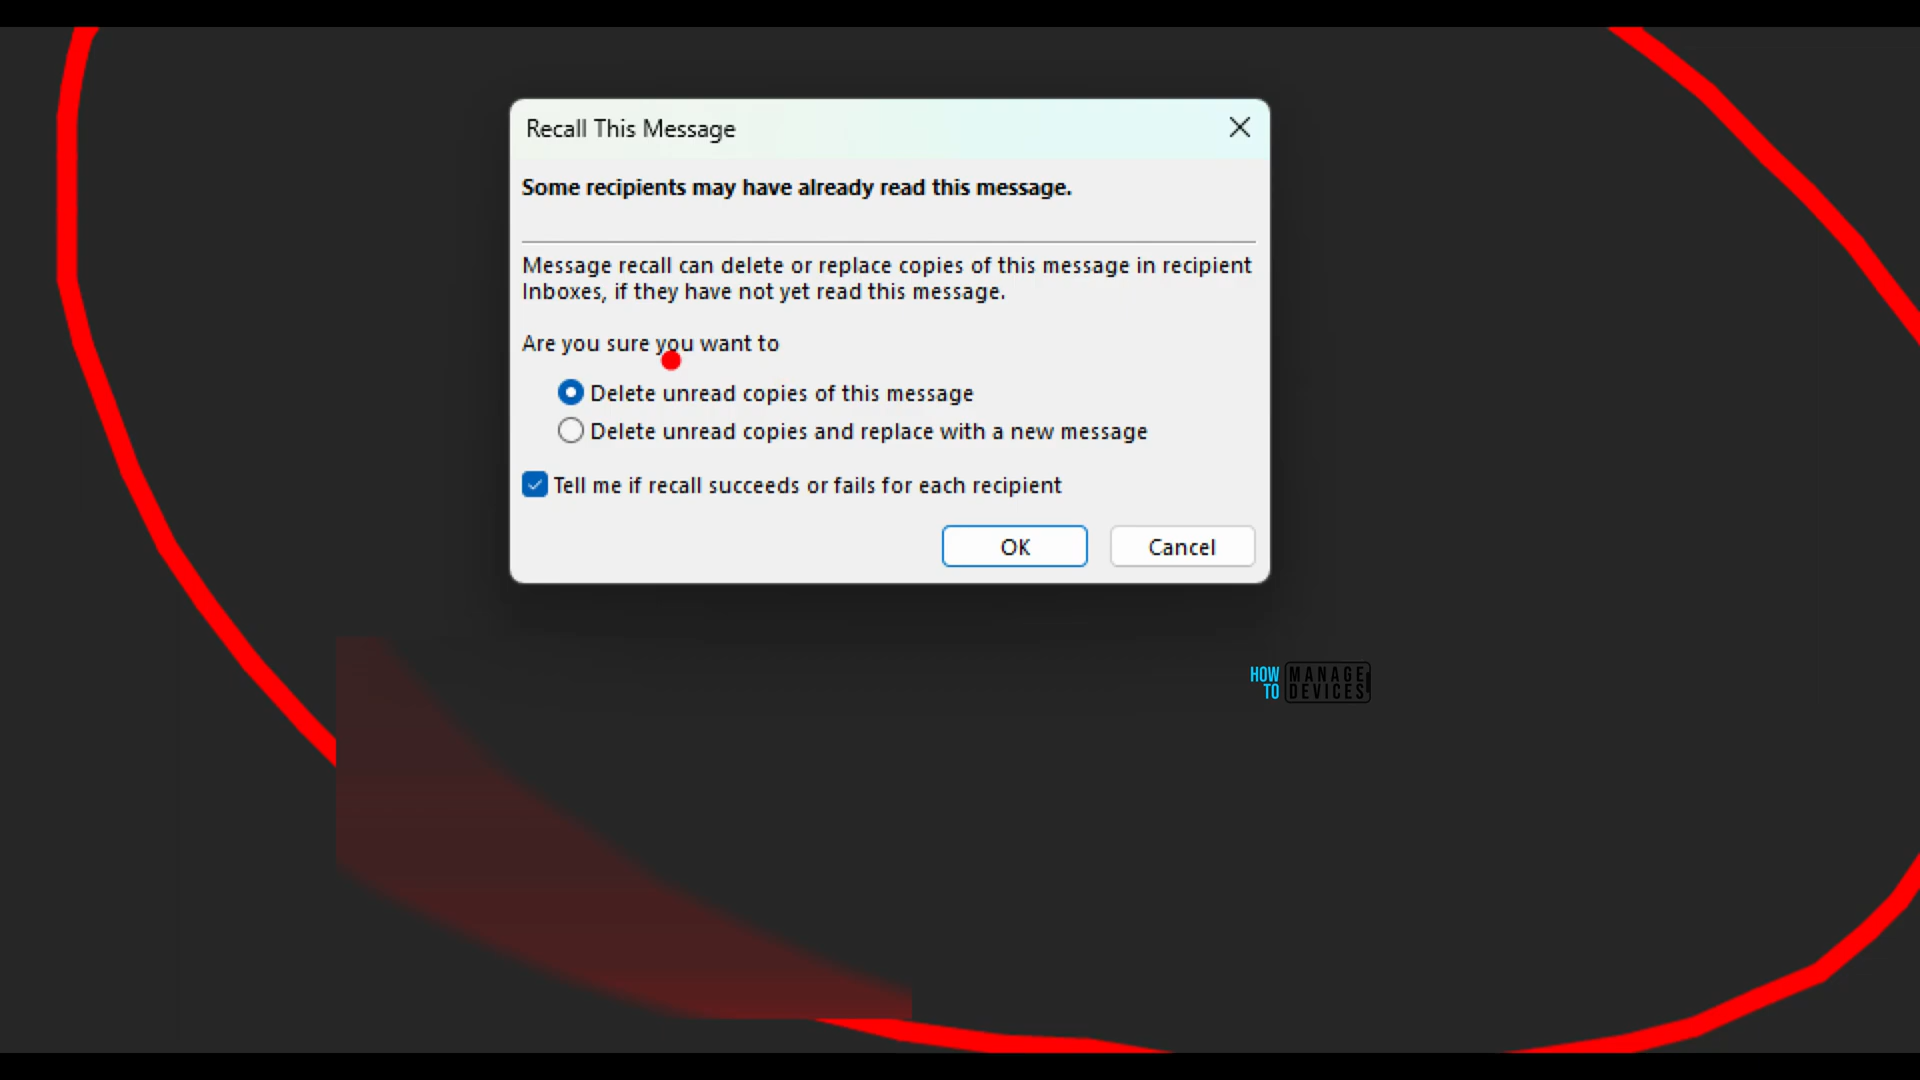 Recall This Message
Some recipients may have already read this message.
Message recall can delete or replace copies of this message in recipient
Inboxes, if they have not yet read this message.
Are you sure you want to
Delete unread copies of this message
Delete unread copies and replace with a new message
Tell me if recall succeeds or fails for each recipient
OK Cancel
HOW MANAGE
TO DEVICES